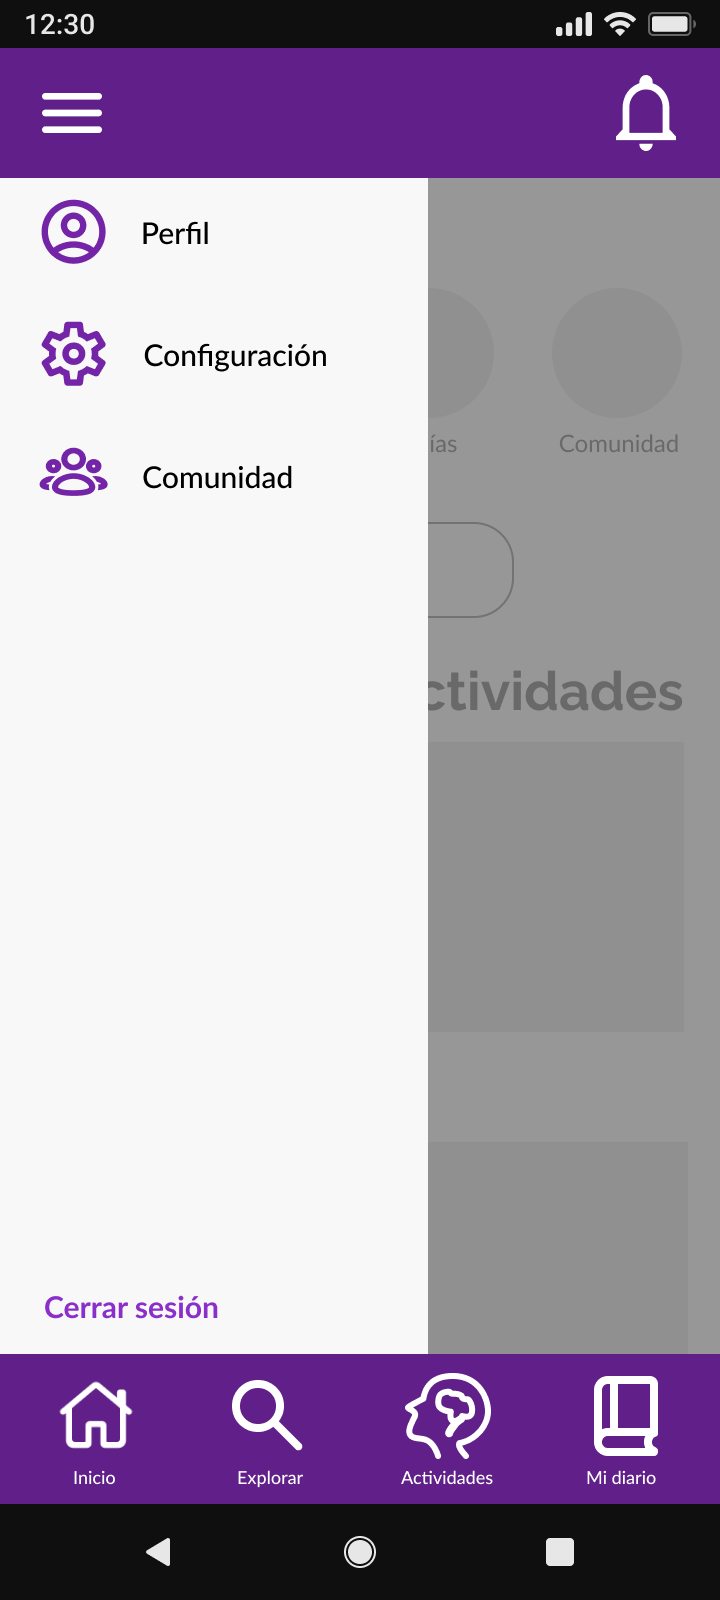 12:30
Perfil
Configuración
ías
Comunidad
Comunidad
ctividades
Cerrar sesión
Inicio
Explorar
Actividades
Mi diario